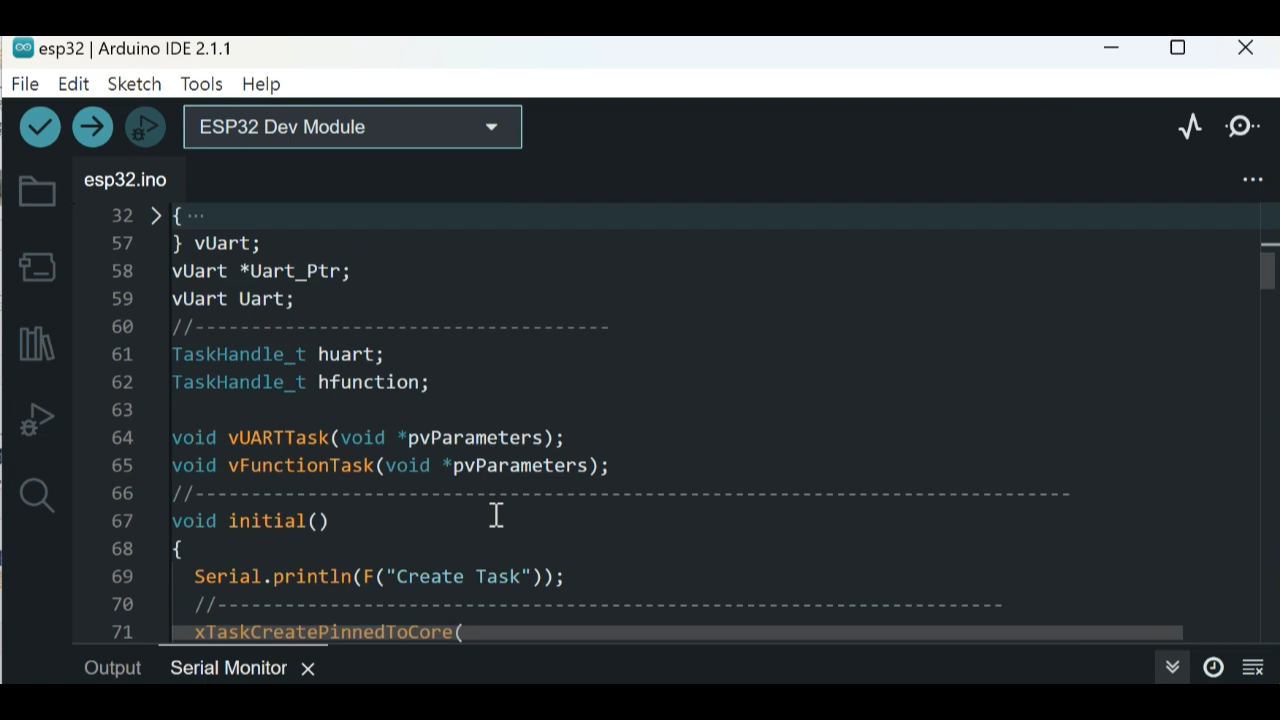 esp32 | Arduino IDE 2.1.1
File Edit Sketch Tools Help
ESP32 Dev Module
esp32.ino
32 { ···
57 } vUart;
58 vUart *Uart_Ptr;
59 vUart Uart;
60 //-------------------------------------
61 TaskHandle_t huart;
62 TaskHandle_t hfunction;
63
64 void vUARTTask(void *pvParameters);
65 void vFunctionTask(void *pvParameters);
66 //------------------------------------------------------------------------------
67 void initial()
68 {
69 Serial.println(F("Create Task"));
70 //----------------------------------------------------------------------
71 xTaskCreatePinnedToCore(
Output Serial Monitor